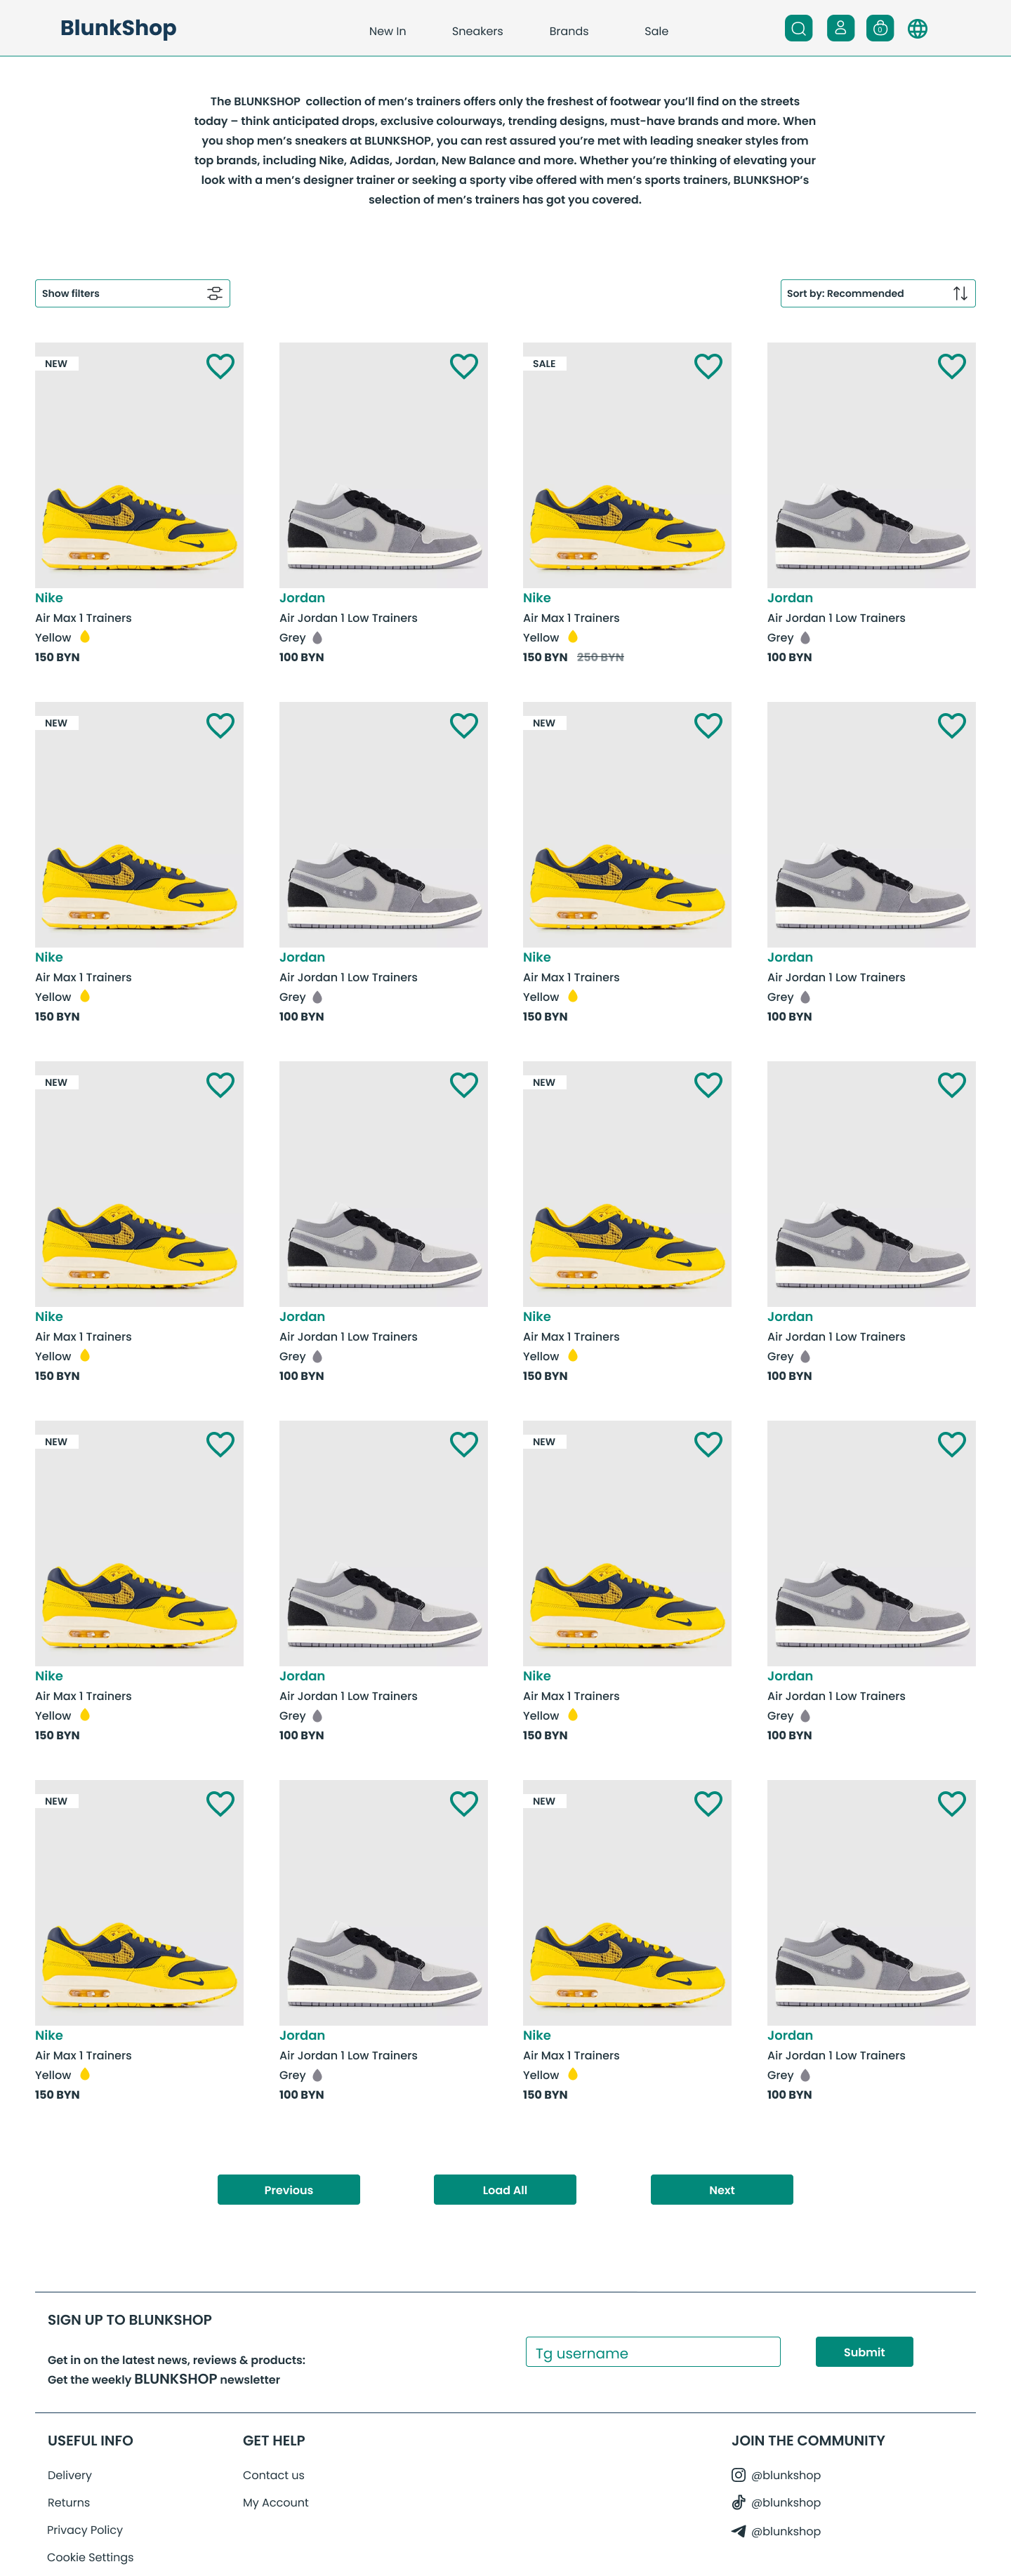 BlunkShop
New In
Sneakers
Brands
Sale
0
The BLUNKSHOP collection of men’s trainers offers only the freshest of footwear you’ll find on the streets
today – think anticipated drops, exclusive colourways, trending designs, must-have brands and more. When
you shop men’s sneakers at BLUNKSHOP, you can rest assured you’re met with leading sneaker styles from
top brands, including Nike, Adidas, Jordan, New Balance and more. Whether you’re thinking of elevating your
look with a men’s designer trainer or seeking a sporty vibe offered with men’s sports trainers, BLUNKSHOP’s
selection of men’s trainers has got you covered.
Show filters
Sort by: Recommended
NEW
Nike
Air Max 1 Trainers
Yellow
150 BYN
Jordan
Air Jordan 1 Low Trainers
Grey
100 BYN
SALE
Nike
Air Max 1 Trainers
Yellow
150 BYN 250 BYN
Jordan
Air Jordan 1 Low Trainers
Grey
100 BYN
NEW
Nike
Air Max 1 Trainers
Yellow
150 BYN
Jordan
Air Jordan 1 Low Trainers
Grey
100 BYN
NEW
Nike
Air Max 1 Trainers
Yellow
150 BYN
Jordan
Air Jordan 1 Low Trainers
Grey
100 BYN
NEW
Nike
Air Max 1 Trainers
Yellow
150 BYN
Jordan
Air Jordan 1 Low Trainers
Grey
100 BYN
NEW
Nike
Air Max 1 Trainers
Yellow
150 BYN
Jordan
Air Jordan 1 Low Trainers
Grey
100 BYN
NEW
Nike
Air Max 1 Trainers
Yellow
150 BYN
Jordan
Air Jordan 1 Low Trainers
Grey
100 BYN
NEW
Nike
Air Max 1 Trainers
Yellow
150 BYN
Jordan
Air Jordan 1 Low Trainers
Grey
100 BYN
NEW
Nike
Air Max 1 Trainers
Yellow
150 BYN
Jordan
Air Jordan 1 Low Trainers
Grey
100 BYN
NEW
Nike
Air Max 1 Trainers
Yellow
150 BYN
Jordan
Air Jordan 1 Low Trainers
Grey
100 BYN
Previous
Load All
Next
SIGN UP TO BLUNKSHOP
Get in on the latest news, reviews & products:
Get the weekly BLUNKSHOP newsletter
Tg username
Submit
USEFUL INFO
Delivery
Returns
Privacy Policy
Cookie Settings
GET HELP
Contact us
My Account
JOIN THE COMMUNITY
@blunkshop
@blunkshop
@blunkshop